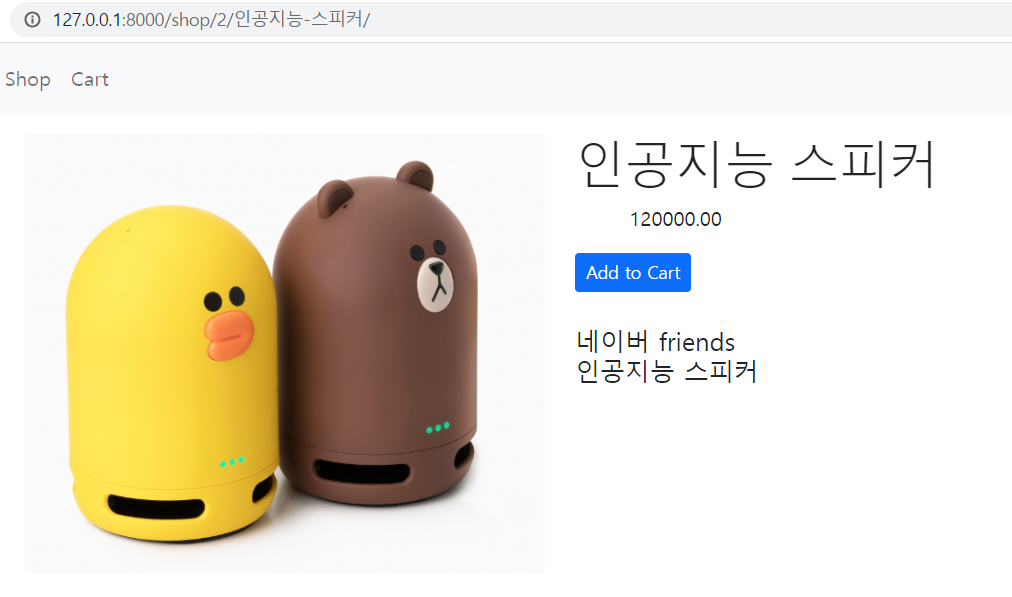 127.0.0.1:8000/shop/2/인공지능-스피커/
Shop Cart
인공지능 스피커
120000.00
Add to Cart
네이버 friends
인공지능 스피커